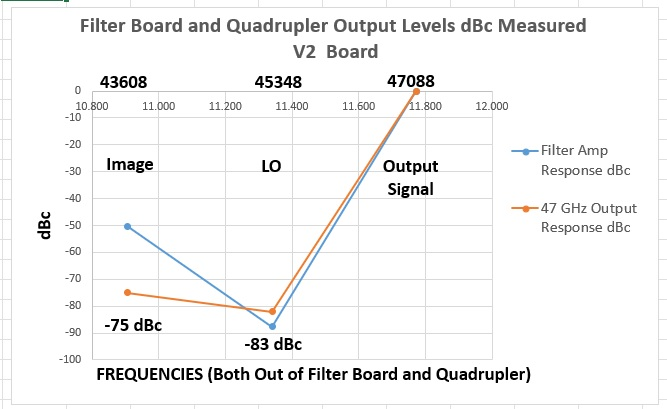 Filter Board and Quadrupler Output Levels dBc Measured
V2 Board
43608 45348 47088
0
10.800 11.000 11.200 11.400 11.600 11.800 12.000
-10
-20
Image LO Output
Signal
-30
-40
-50
-60
-70
-80
-90
-100
dBc
-75 dBc
-83 dBc
Filter Amp
Response dBc
47 GHz Output
Response dBc
FREQUENCIES (Both Out of Filter Board and Quadrupler)